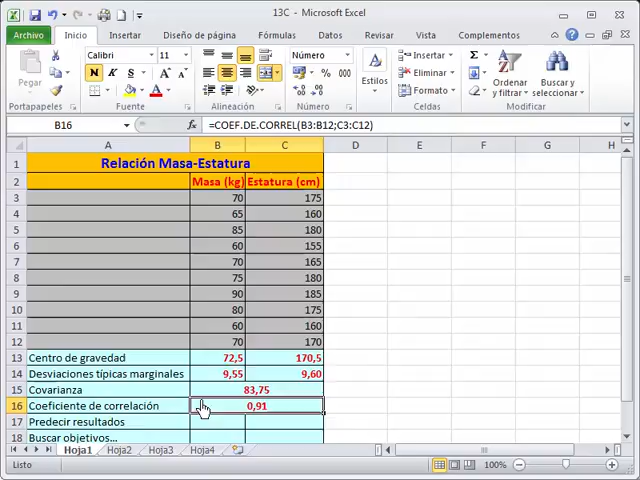 13C - Microsoft Excel
Archivo Inicio Insertar Diseño de página Fórmulas Datos Revisar Vista Complementos
Pegar
Calibri 11
N K S
Número
% 000
Estilos
Insertar
Eliminar
Formato
Ordenar y filtrar
Buscar y seleccionar
Portapapeles Fuente Alineación Número Celdas Modificar
B16 fx =COEF.DE.CORREL(B3:B12;C3:C12)
A B C D E F G H
1 Relación Masa-Estatura
2 Masa (kg) Estatura (cm)
3 70 175
4 65 160
5 85 180
6 60 155
7 70 165
8 75 180
9 90 185
10 80 175
11 60 160
12 70 170
13 Centro de gravedad 72,5 170,5
14 Desviaciones típicas marginales 9,55 9,60
15 Covarianza 83,75
16 Coeficiente de correlación 0,91
17 Predecir resultados
18 Buscar objetivos...
Hoja1 Hoja2 Hoja3 Hoja4
Listo 100%